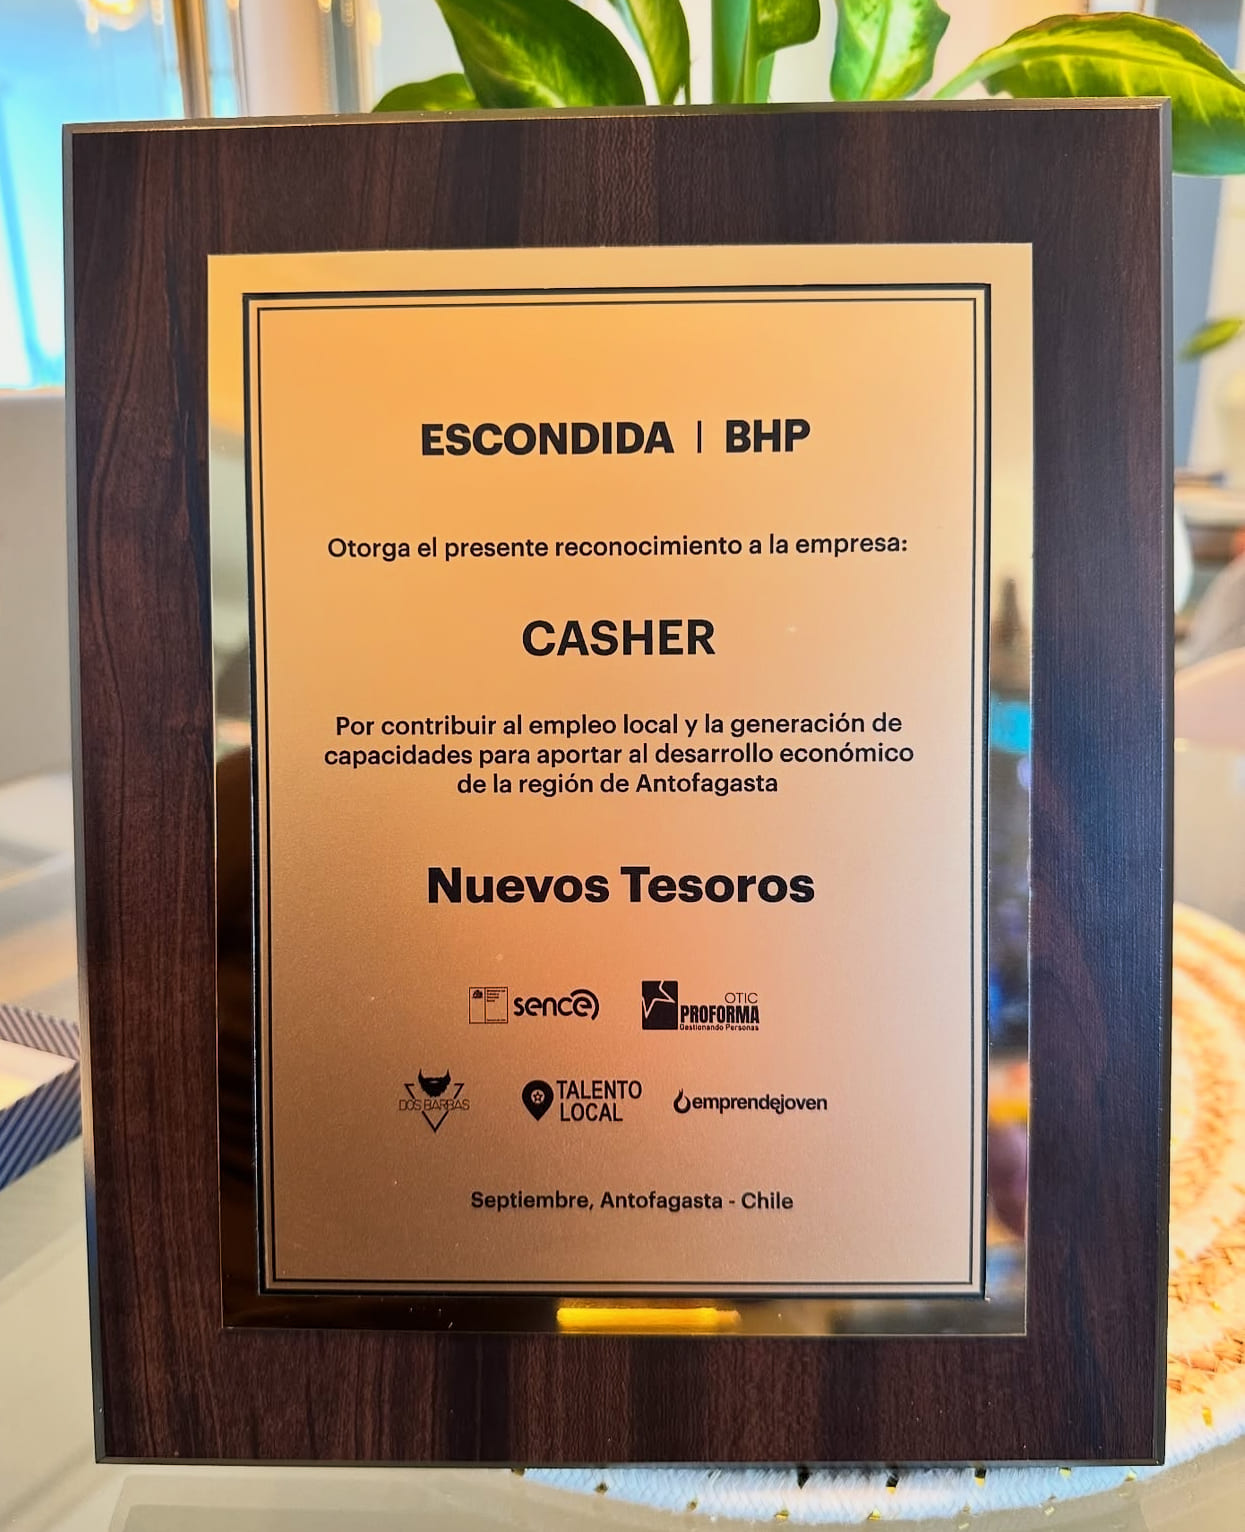 ESCONDIDA | BHP
Otorga el presente reconocimiento a la empresa:
CASHER
Por contribuir al empleo local y la generación de
capacidades para aportar al desarrollo económico
de la región de Antofagasta
Nuevos Tesoros
sence
OTIC
PROFORMA
Gestionando Personas
DOS BARBAS
TALENTO
LOCAL
emprendejoven
Septiembre, Antofagasta - Chile